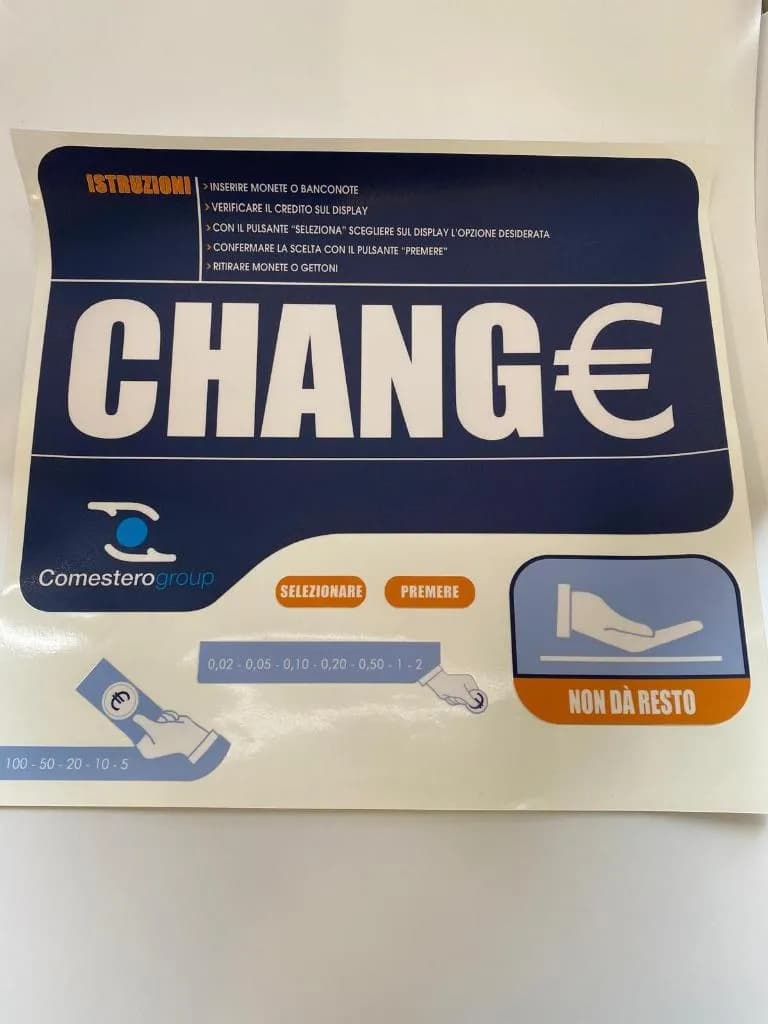 ISTRUZIONI
> INSERIRE MONETE O BANCONOTE
> VERIFICARE IL CREDITO SUL DISPLAY
> CON IL PULSANTE "SELEZIONA" SCEGLIERE SUL DISPLAY L'OPZIONE DESIDERATA
> CONFERMARE LA SCELTA CON IL PULSANTE "PREMERE"
> RITIRARE MONETE O GETTONI
CHANG€
Comesterogroup
SELEZIONARE
PREMERE
0,02 - 0,05 - 0,10 - 0,20 - 0,50 - 1 - 2
€
€
NON DÀ RESTO
100 - 50 - 20 - 10 - 5